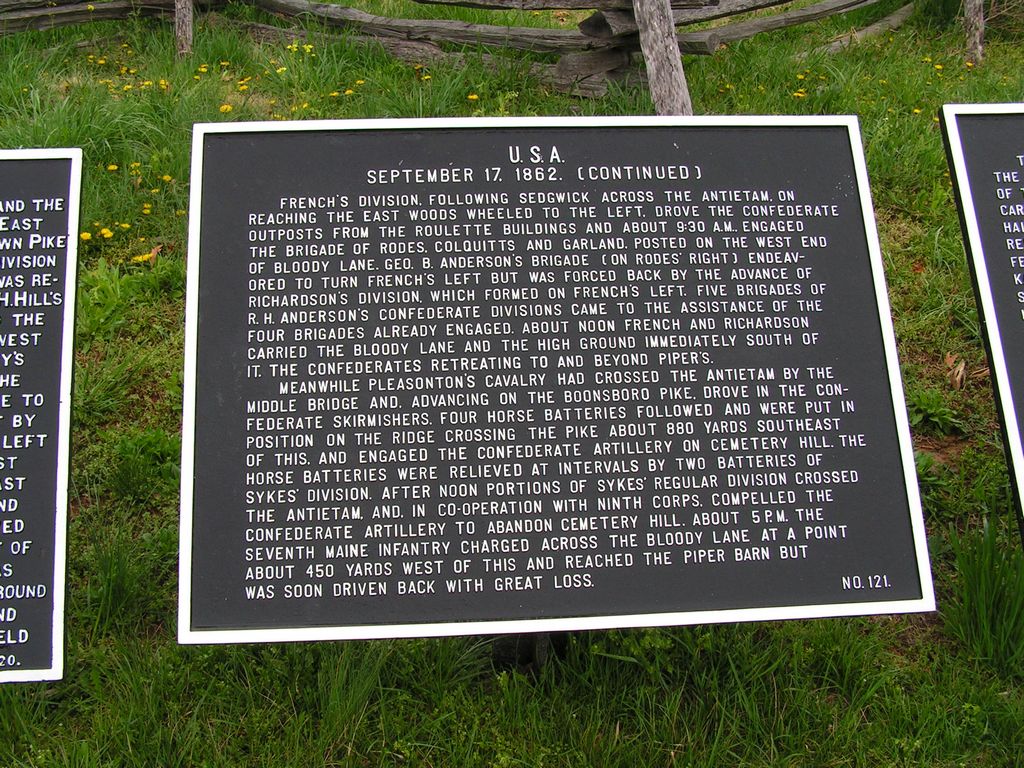 AND THE
EAST
WN PIKE
DIVISION
WAS RE-
H. HILL'S
THE
WEST
Y'S
HE
E TO
BY
LEFT
ST
AST
ND
ED
OF
AS
ROUND
ND
ELD
20.
U.S.A.
SEPTEMBER 17, 1862. (CONTINUED)
FRENCH'S DIVISION, FOLLOWING SEDGWICK ACROSS THE ANTIETAM, ON
REACHING THE EAST WOODS WHEELED TO THE LEFT, DROVE THE CONFEDERATE
OUTPOSTS FROM THE ROULETTE BUILDINGS AND ABOUT 9:30 A.M. ENGAGED
THE BRIGADE OF RODES, COLQUITTS AND GARLAND, POSTED ON THE WEST END
OF BLOODY LANE. GEO. B. ANDERSON'S BRIGADE (ON RODES' RIGHT) ENDEAV-
ORED TO TURN FRENCH'S LEFT BUT WAS FORCED BACK BY THE ADVANCE OF
RICHARDSON'S DIVISION, WHICH FORMED ON FRENCH'S LEFT. FIVE BRIGADES OF
R. H. ANDERSON'S CONFEDERATE DIVISIONS CAME TO THE ASSISTANCE OF THE
FOUR BRIGADES ALREADY ENGAGED. ABOUT NOON FRENCH AND RICHARDSON
CARRIED THE BLOODY LANE AND THE HIGH GROUND IMMEDIATELY SOUTH OF
IT, THE CONFEDERATES RETREATING TO AND BEYOND PIPER'S.
MEANWHILE PLEASONTON'S CAVALRY HAD CROSSED THE ANTIETAM BY THE
MIDDLE BRIDGE AND, ADVANCING ON THE BOONSBORO PIKE, DROVE IN THE CON-
FEDERATE SKIRMISHERS. FOUR HORSE BATTERIES FOLLOWED AND WERE PUT IN
POSITION ON THE RIDGE CROSSING THE PIKE ABOUT 880 YARDS SOUTHEAST
OF THIS, AND ENGAGED THE CONFEDERATE ARTILLERY ON CEMETERY HILL. THE
HORSE BATTERIES WERE RELIEVED AT INTERVALS BY TWO BATTERIES OF
SYKES' DIVISION. AFTER NOON PORTIONS OF SYKES' REGULAR DIVISION CROSSED
THE ANTIETAM, AND, IN CO-OPERATION WITH NINTH CORPS, COMPELLED THE
CONFEDERATE ARTILLERY TO ABANDON CEMETERY HILL. ABOUT 5 P.M. THE
SEVENTH MAINE INFANTRY CHARGED ACROSS THE BLOODY LANE AT A POINT
ABOUT 450 YARDS WEST OF THIS AND REACHED THE PIPER BARN BUT
WAS SOON DRIVEN BACK WITH GREAT LOSS.
NO. 121.
T
THE
OF T
CAR
HAL
RE
FE
K
S